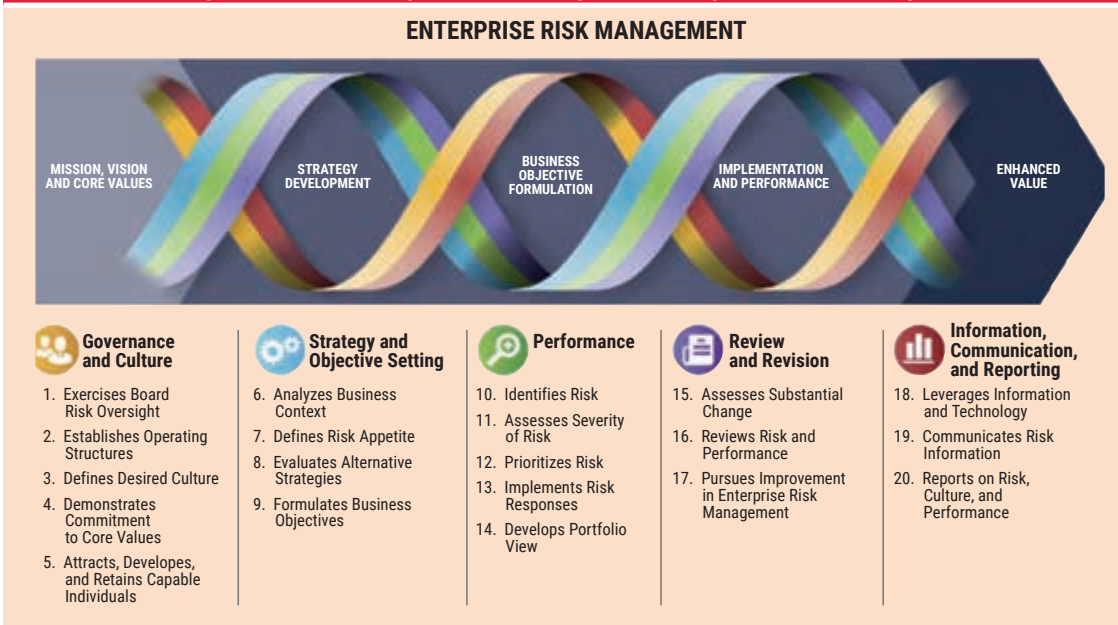 ENTERPRISE RISK MANAGEMENT
MISSION, VISION
AND CORE VALUES
STRATEGY
DEVELOPMENT
BUSINESS
OBJECTIVE
FORMULATION
IMPLEMENTATION
AND PERFORMANCE
ENHANCED
VALUE
Governance
and Culture
1. Exercises Board
Risk Oversight
2. Establishes Operating
Structures
3. Defines Desired Culture
4. Demonstrates
Commitment
to Core Values
5. Attracts, Developes,
and Retains Capable
Individuals
Strategy and
Objective Setting
6. Analyzes Business
Context
7. Defines Risk Appetite
8. Evaluates Alternative
Strategies
9. Formulates Business
Objectives
Performance
10. Identifies Risk
11. Assesses Severity
of Risk
12. Prioritizes Risk
13. Implements Risk
Responses
14. Develops Portfolio
View
Review
and Revision
15. Assesses Substantial
Change
16. Reviews Risk and
Performance
17. Pursues Improvement
in Enterprise Risk
Management
Information,
Communication,
and Reporting
18. Leverages Information
and Technology
19. Communicates Risk
Information
20. Reports on Risk,
Culture, and
Performance